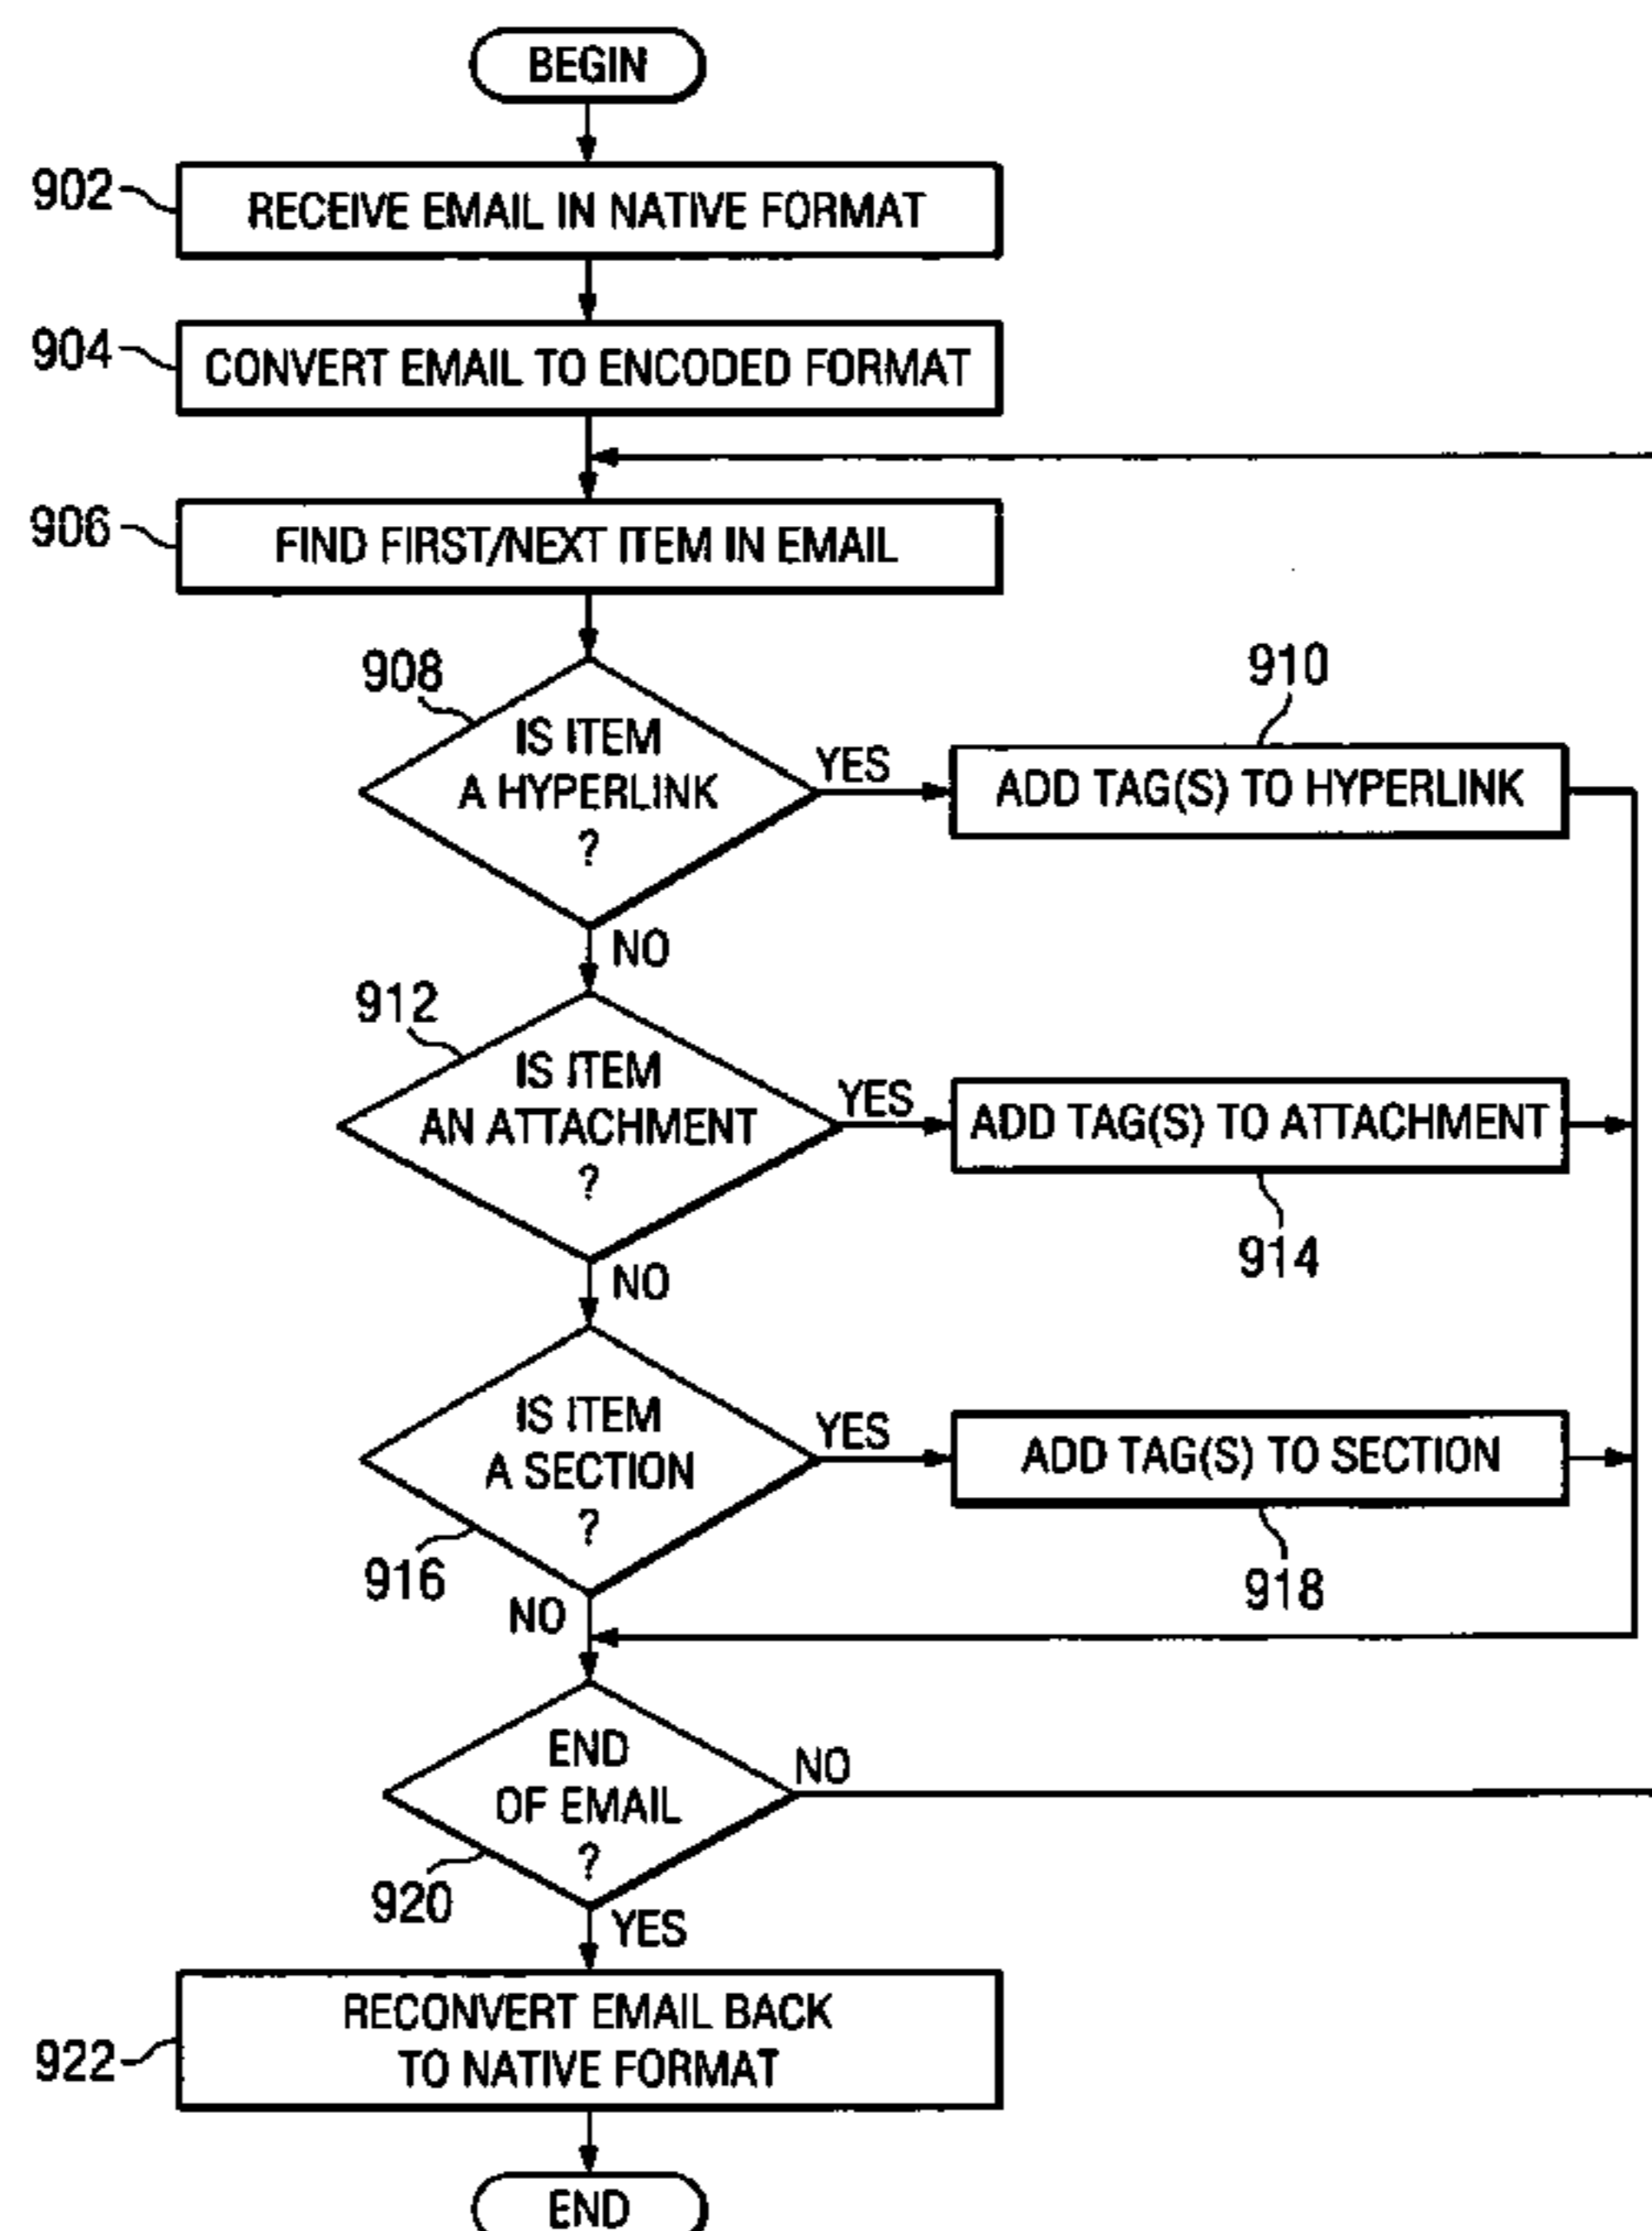 BEGIN
902
RECEIVE EMAIL IN NATIVE FORMAT
904
CONVERT EMAIL TO ENCODED FORMAT
906
FIND FIRST/NEXT ITEM IN EMAIL
908
IS ITEM
A HYPERLINK
?
YES
910
ADD TAG(S) TO HYPERLINK
NO
912
IS ITEM
AN ATTACHMENT
?
YES
ADD TAG(S) TO ATTACHMENT
914
NO
IS ITEM
A SECTION
?
916
YES
ADD TAG(S) TO SECTION
918
NO
END
OF EMAIL
?
920
NO
YES
922
RECONVERT EMAIL BACK
TO NATIVE FORMAT
END